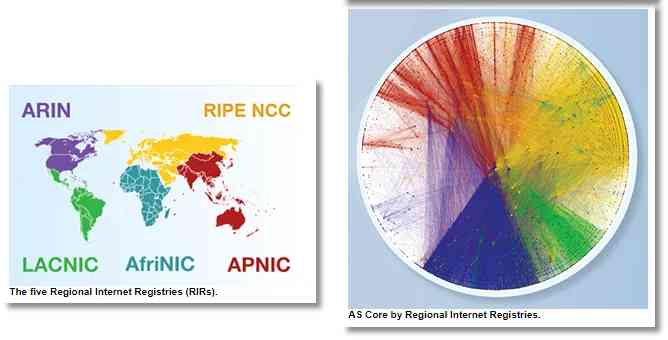 ARIN
RIPE NCC
LACNIC
AfriNIC
APNIC
The five Regional Internet Registries (RIRs).
AS Core by Regional Internet Registries.